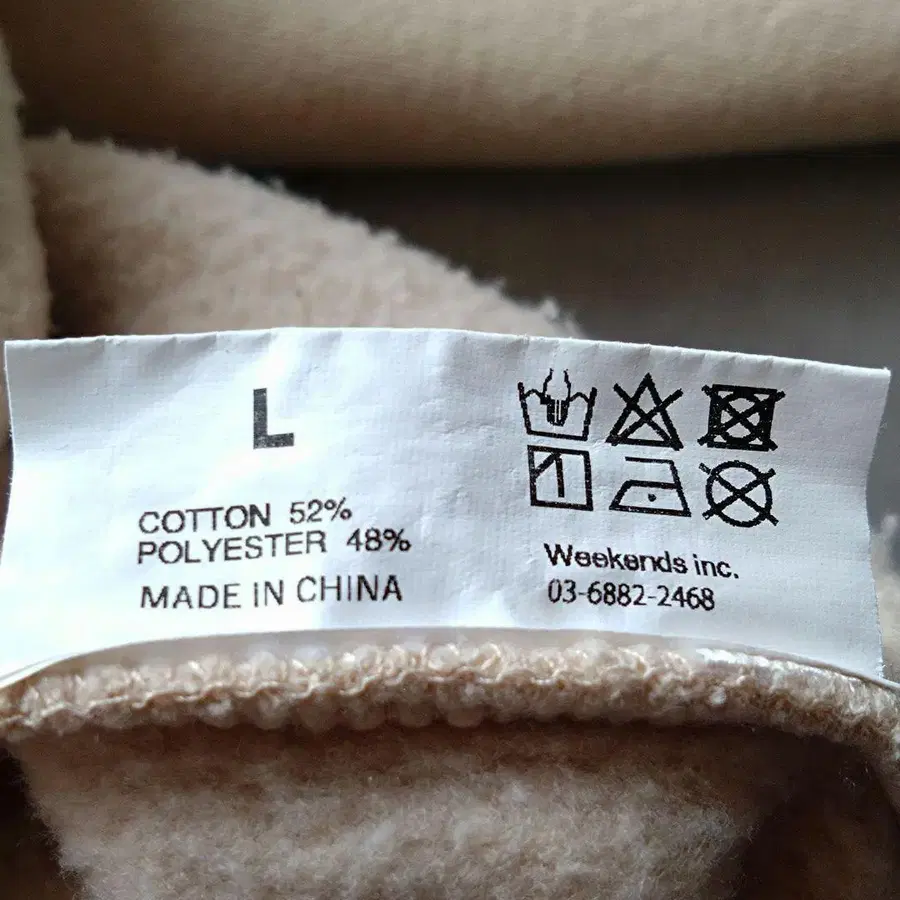 L
COTTON 52%
POLYESTER 48%
MADE IN CHINA
Weekends inc.
03-6882-2468